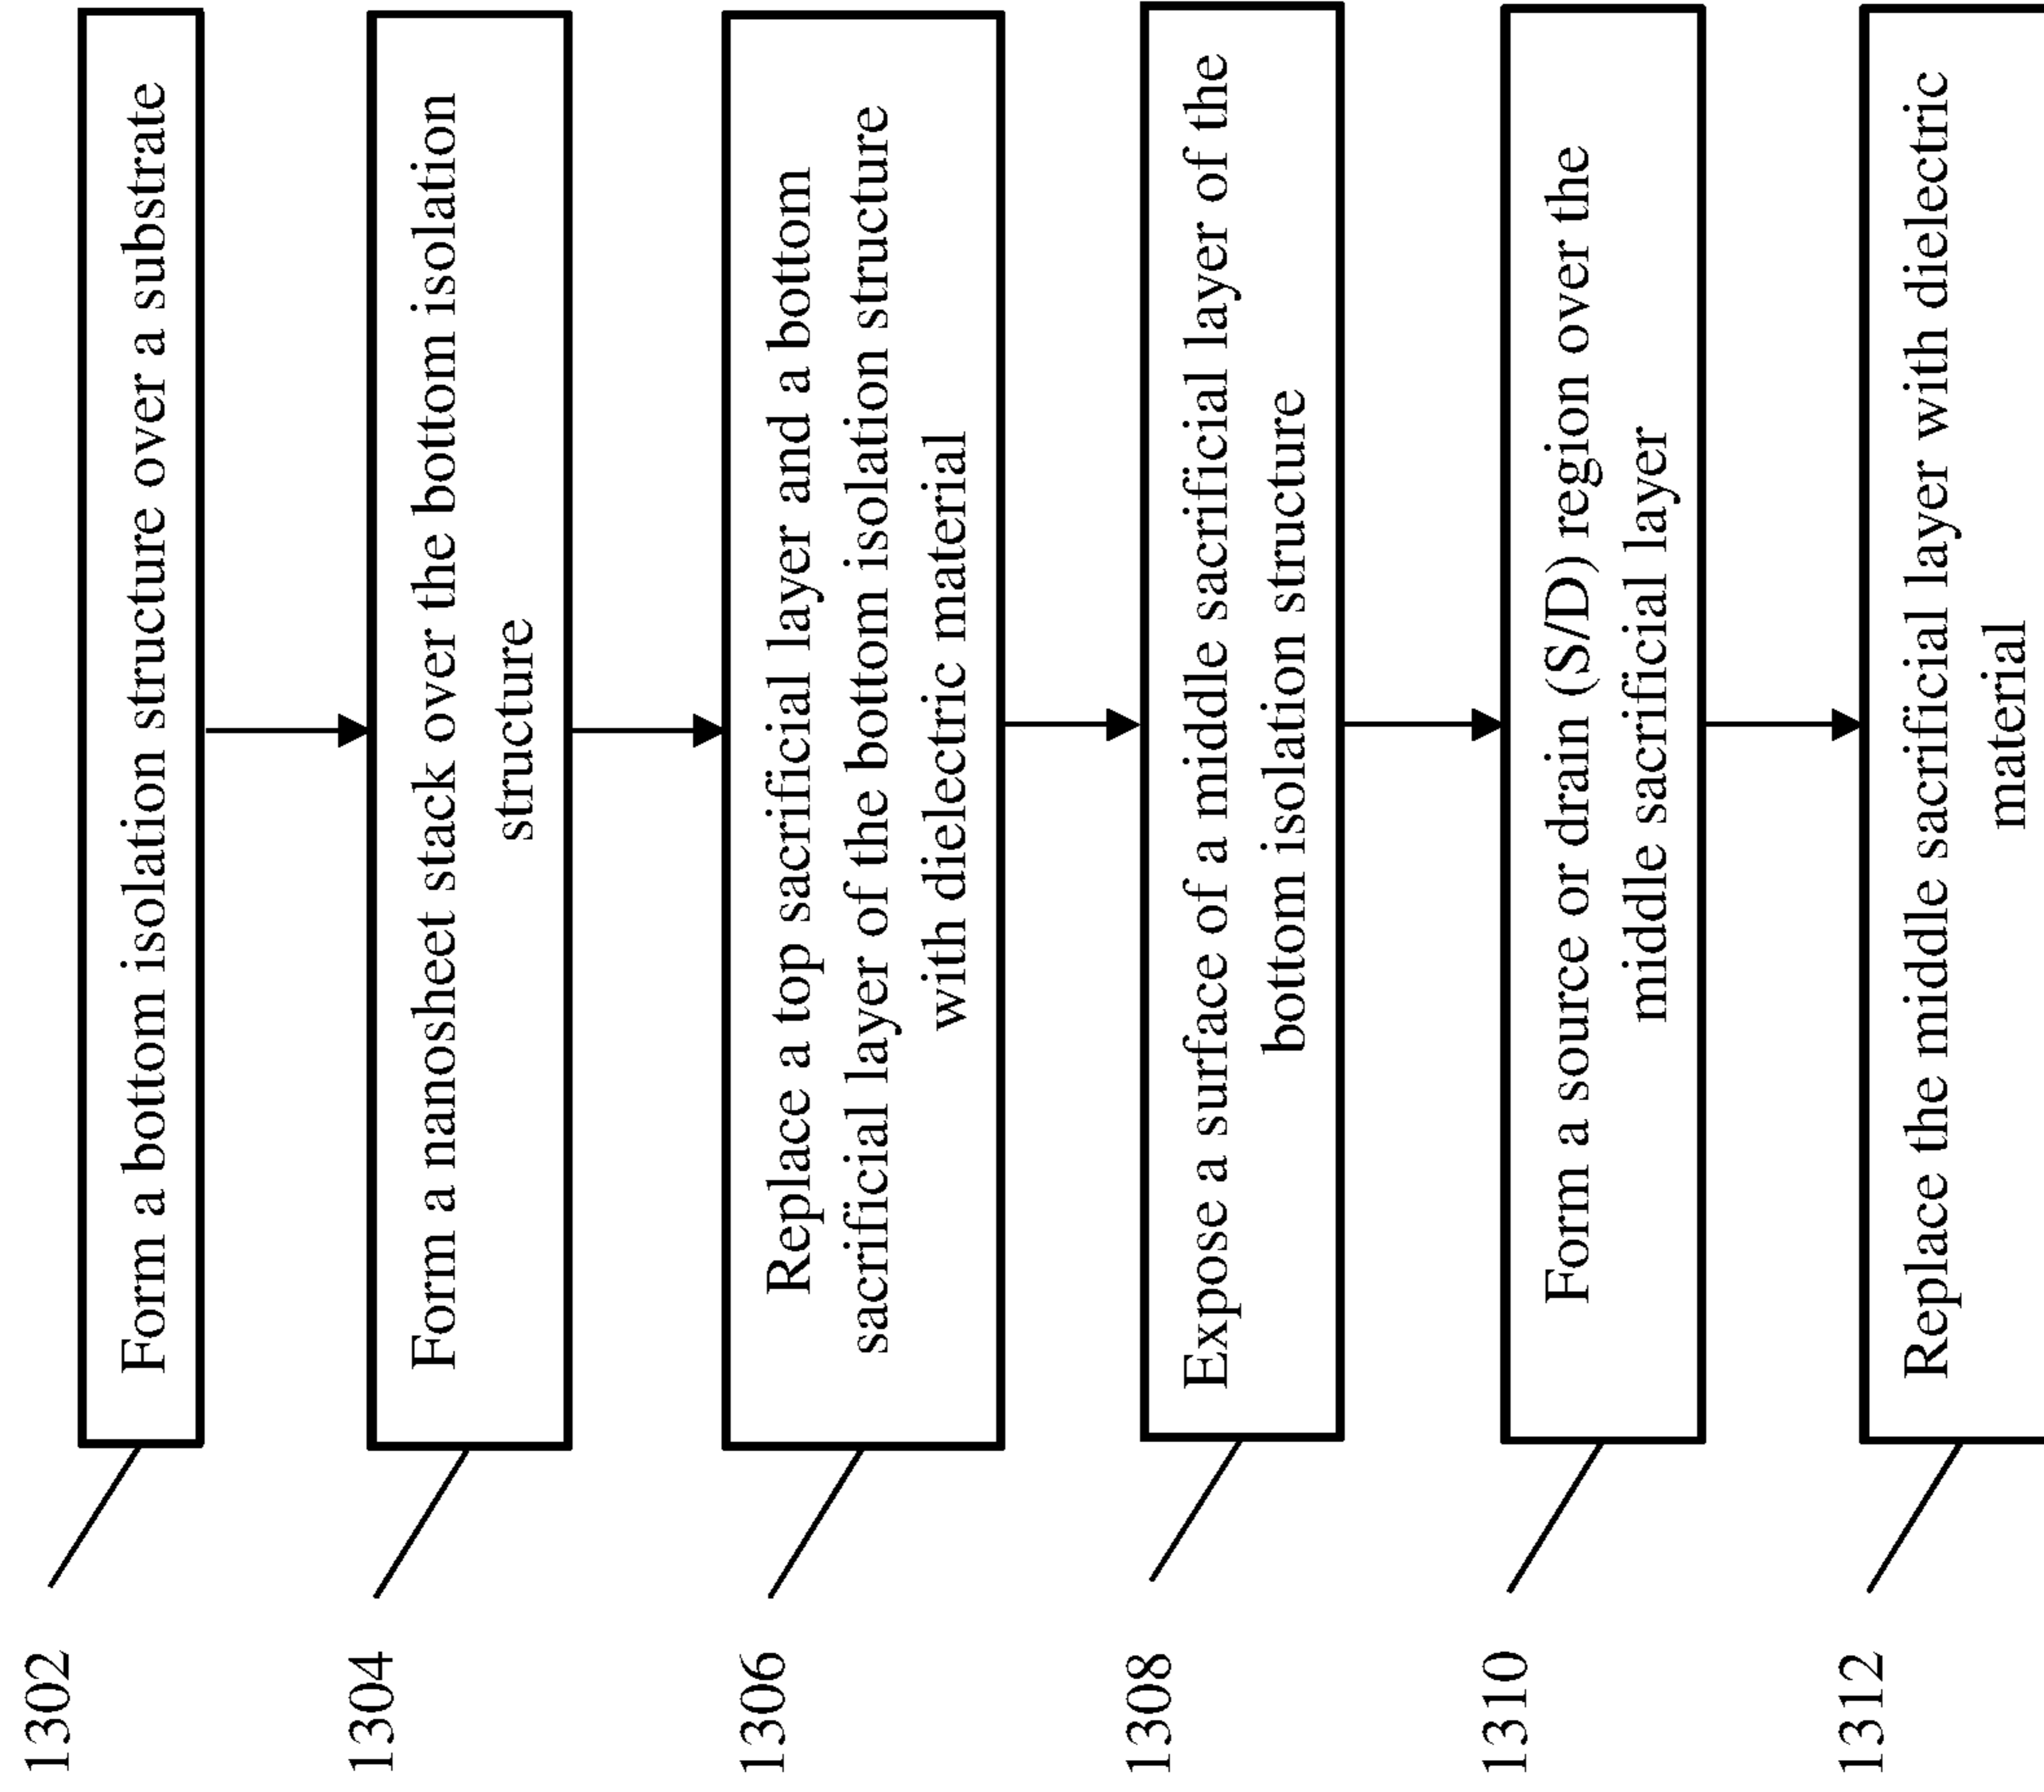 1302
Form a bottom isolation structure over a substrate
1304
Form a nanosheet stack over the bottom isolation
structure
1306
Replace a top sacrificial layer and a bottom
sacrificial layer of the bottom isolation structure
with dielectric material
1308
Expose a surface of a middle sacrificial layer of the
bottom isolation structure
1310
Form a source or drain (S/D) region over the
middle sacrificial layer
1312
Replace the middle sacrificial layer with dielectric
material